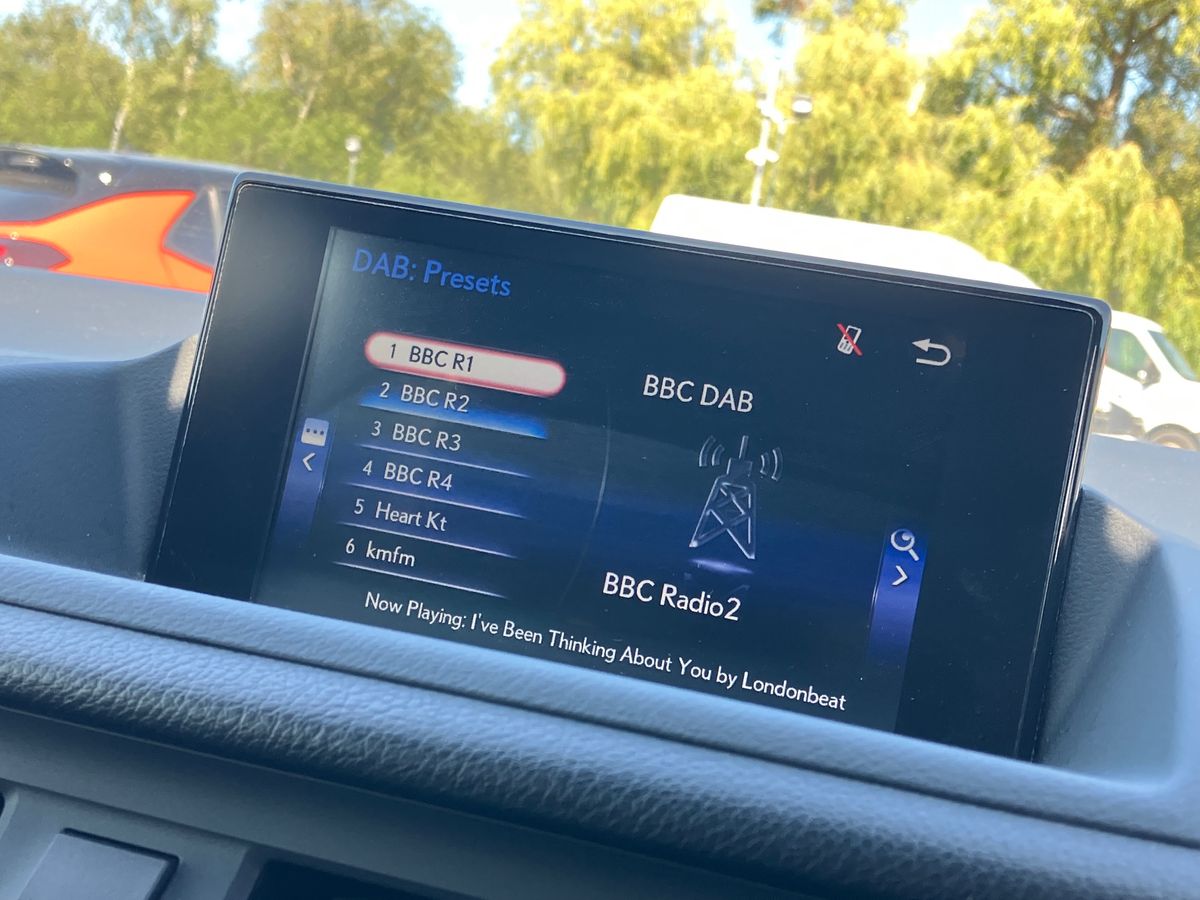 DAB: Presets
1 BBC R1
2 BBC R2
3 BBC R3
4 BBC R4
5 Heart Kt
6 kmfm
BBC DAB
BBC Radio2
Now Playing: I've Been Thinking About You by Londonbeat